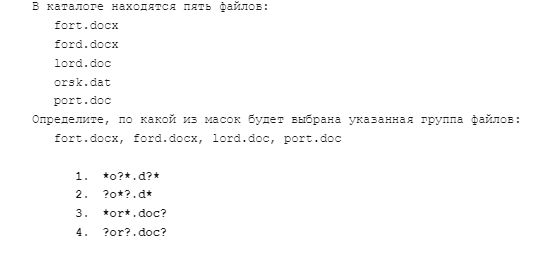 В каталоге находятся пять файлов:
fort.docx
ford.docx
lord.doc
orsk.dat
port.doc
Определите, по какой из масок будет выбрана указанная группа файлов:
fort.docx, ford.docx, lord.doc, port.doc
1. *o?*.d?*
2. ?o*?.d*
3. *or*.doc?
4. ?or?.doc?